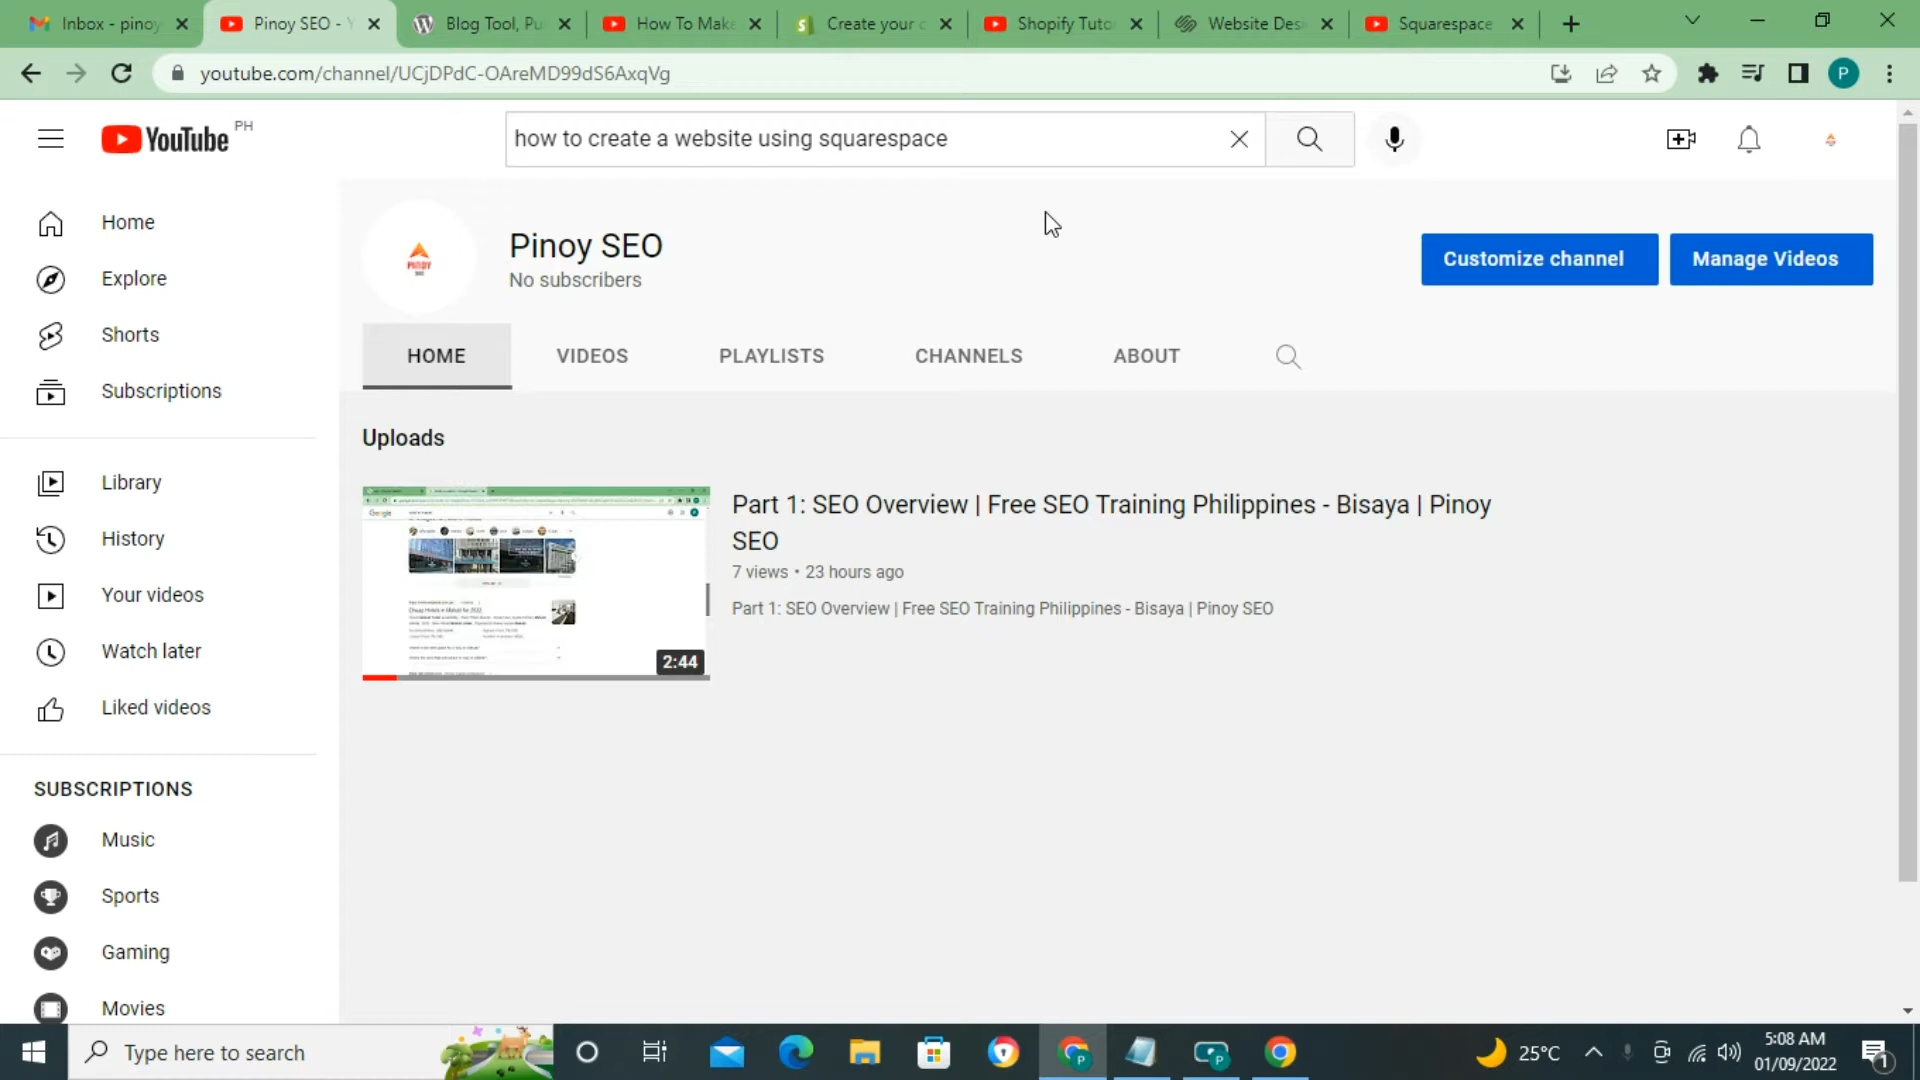 Inbox - pinoy
Pinoy SEO - Y
Blog Tool, Pu
How To Make
Create your o
Shopify Tuto
Website Desi
Squarespace
youtube.com/channel/UCjDPdC-OAreMD99dS6AxqVg
P
YouTube PH
how to create a website using squarespace
Home
Explore
Shorts
Subscriptions
Library
History
Your videos
Watch later
Liked videos
SUBSCRIPTIONS
Music
Sports
Gaming
Movies
PINOY
SEO
Pinoy SEO
No subscribers
Customize channel
Manage Videos
HOME
VIDEOS
PLAYLISTS
CHANNELS
ABOUT
Uploads
Google
2:44
Part 1: SEO Overview | Free SEO Training Philippines - Bisaya | Pinoy
SEO
7 views • 23 hours ago
Part 1: SEO Overview | Free SEO Training Philippines - Bisaya | Pinoy SEO
Type here to search
25°C
5:08 AM
01/09/2022
1